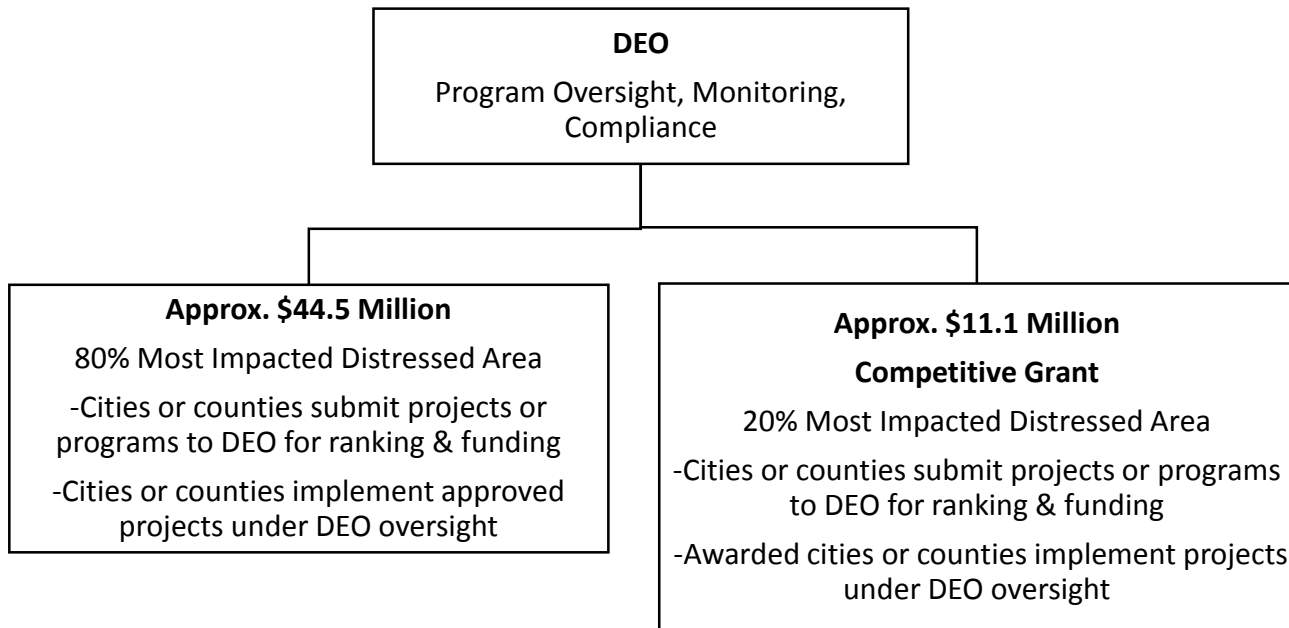 DEO
Program Oversight, Monitoring,
Compliance
Approx. $44.5 Million
80% Most Impacted Distressed Area
-Cities or counties submit projects or
programs to DEO for ranking & funding
-Cities or counties implement approved
projects under DEO oversight
Approx. $11.1 Million
Competitive Grant
20% Most Impacted Distressed Area
-Cities or counties submit projects or programs
to DEO for ranking & funding
-Awarded cities or counties implement projects
under DEO oversight